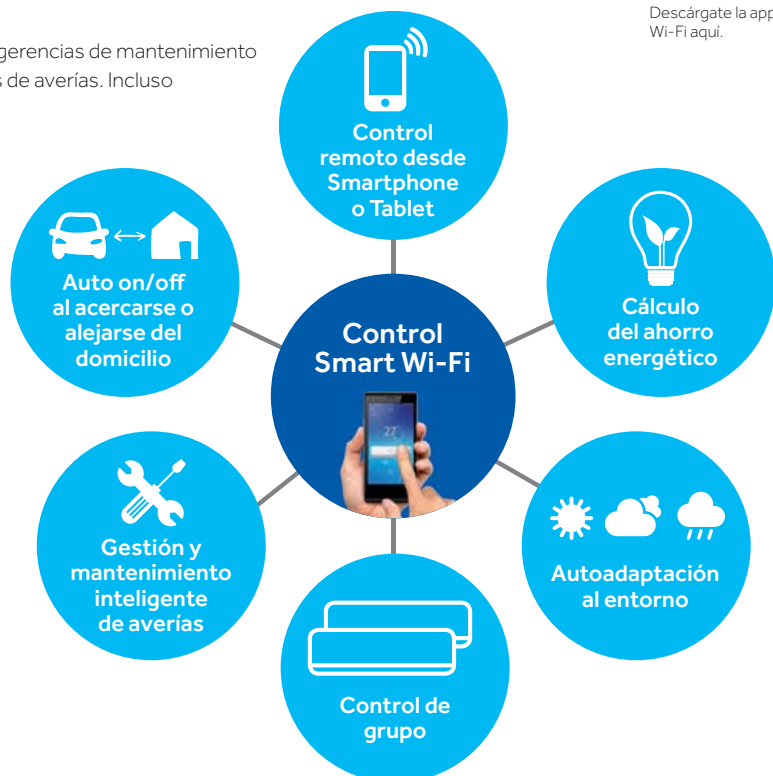 Descárgate la app
Wi-Fi aquí.
gerencias de mantenimiento
s de averías. Incluso
Control
remoto desde
Smartphone
o Tablet
Auto on/off
al acercarse o
alejarse del
domicilio
Cálculo
del ahorro
energético
Control
Smart Wi-Fi
27
Gestión y
mantenimiento
inteligente
de averías
Autoadaptación
al entorno
Control de
grupo